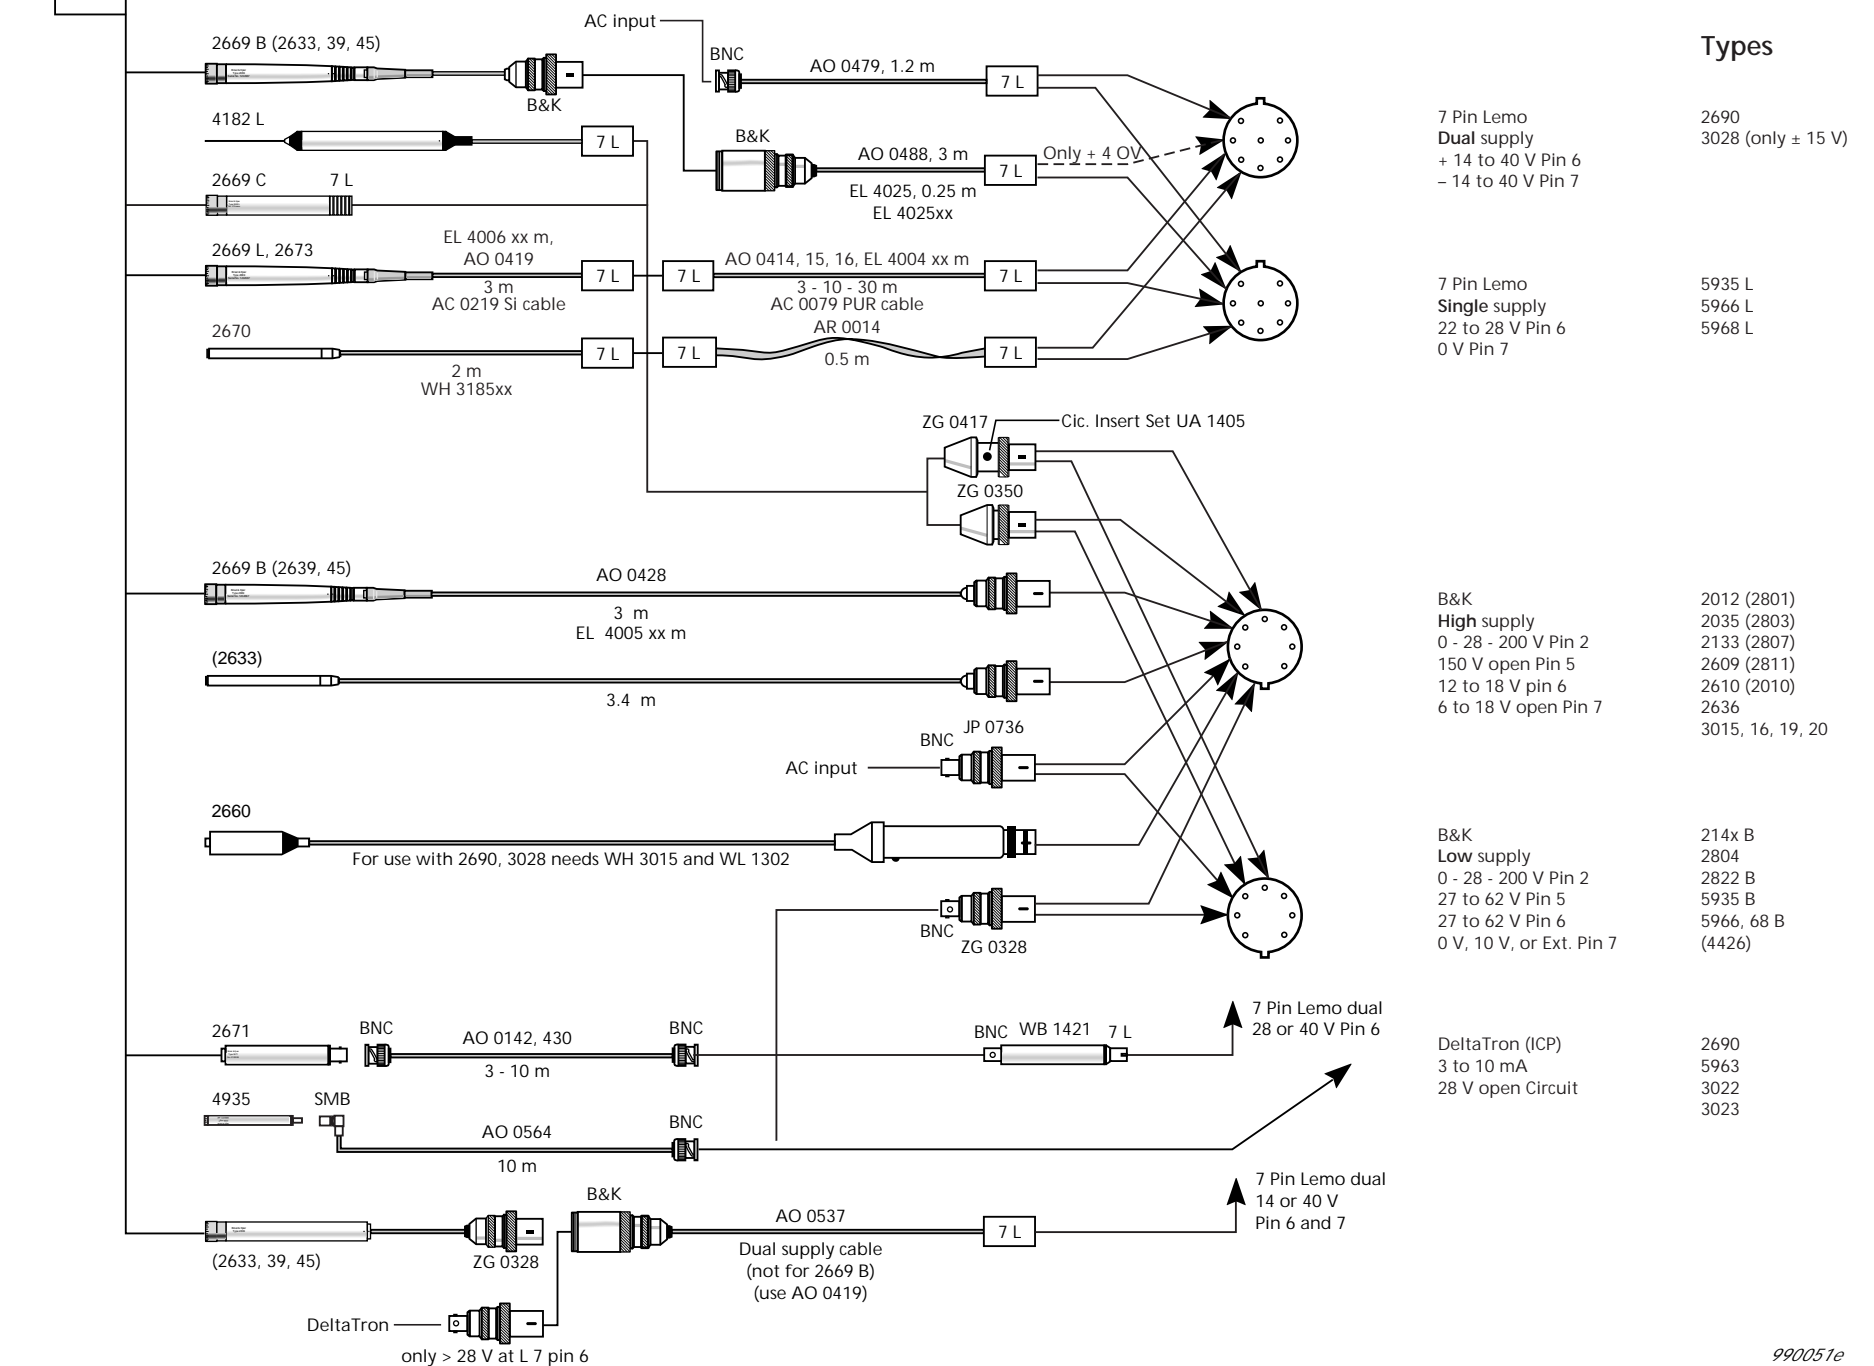 AC input
Types
2669 B (2633, 39, 45)
BNC
AO 0479, 1.2 m
7 L
B&K
7 Pin Lemo
Dual supply
+ 14 to 40 V Pin 6
– 14 to 40 V Pin 7
2690
3028 (only ± 15 V)
4182 L
7 L
B&K
AO 0488, 3 m
7 L
Only + 4 OV
EL 4025, 0.25 m
EL 4025xx
2669 C
7 L
2669 L, 2673
EL 4006 xx m,
AO 0419
3 m
AC 0219 Si cable
7 L
7 L
AO 0414, 15, 16, EL 4004 xx m
3 - 10 - 30 m
AC 0079 PUR cable
7 L
7 Pin Lemo
Single supply
22 to 28 V Pin 6
0 V Pin 7
5935 L
5966 L
5968 L
2670
2 m
WH 3185xx
7 L
7 L
AR 0014
0.5 m
7 L
ZG 0417
Cic. Insert Set UA 1405
ZG 0350
2669 B (2639, 45)
AO 0428
3 m
EL 4005 xx m
B&K
High supply
0 - 28 - 200 V Pin 2
150 V open Pin 5
12 to 18 V pin 6
6 to 18 V open Pin 7
2012 (2801)
2035 (2803)
2133 (2807)
2609 (2811)
2610 (2010)
2636
3015, 16, 19, 20
(2633)
3.4 m
JP 0736
BNC
AC input
2660
For use with 2690, 3028 needs WH 3015 and WL 1302
B&K
Low supply
0 - 28 - 200 V Pin 2
27 to 62 V Pin 5
27 to 62 V Pin 6
0 V, 10 V, or Ext. Pin 7
214x B
2804
2822 B
5935 B
5966, 68 B
(4426)
BNC
ZG 0328
7 Pin Lemo dual
28 or 40 V Pin 6
2671
BNC
AO 0142, 430
3 - 10 m
BNC
BNC
WB 1421
7 L
DeltaTron (ICP)
3 to 10 mA
28 V open Circuit
2690
5963
3022
3023
4935
SMB
AO 0564
10 m
BNC
7 Pin Lemo dual
14 or 40 V
Pin 6 and 7
(2633, 39, 45)
ZG 0328
B&K
AO 0537
Dual supply cable
(not for 2669 B)
(use AO 0419)
7 L
DeltaTron
only > 28 V at L 7 pin 6
990051e